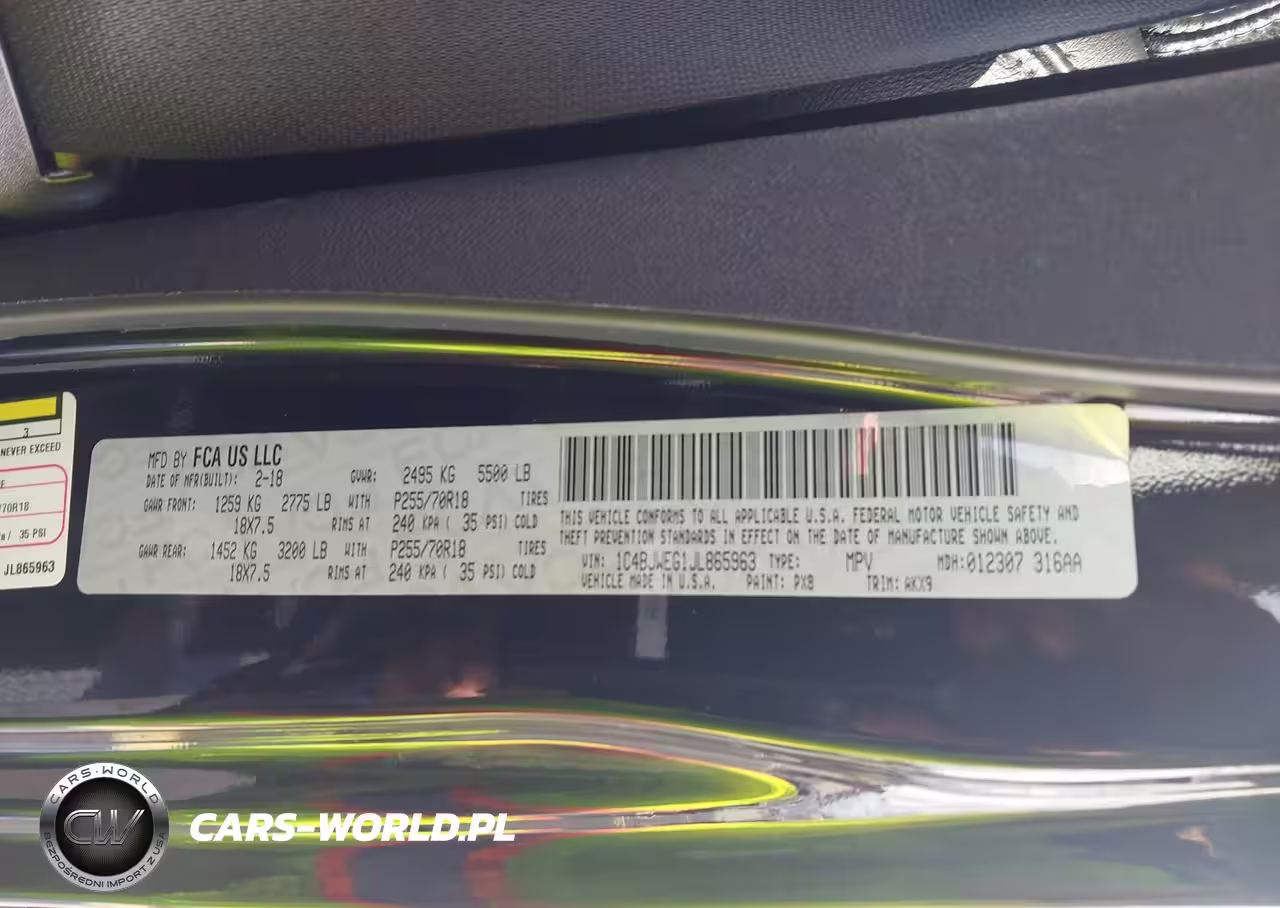 3
NEVER EXCEED
/70R18
/ 35 PSI
JL865963
MFD BY FCA US LLC
DATE OF MFR(BUILT): 2-18 GVWR: 2495 KG 5500 LB
GAWR FRONT: 1259 KG 2775 LB WITH P255/70R18 TIRES
18X7.5 RIMS AT 240 KPA ( 35 PSI) COLD
GAWR REAR: 1452 KG 3200 LB WITH P255/70R18 TIRES
18X7.5 RIMS AT 240 KPA ( 35 PSI) COLD
THIS VEHICLE CONFORMS TO ALL APPLICABLE U.S.A. FEDERAL MOTOR VEHICLE SAFETY AND
THEFT PREVENTION STANDARDS IN EFFECT ON THE DATE OF MANUFACTURE SHOWN ABOVE.
VIN: 1C4BJWEG1JL865963 TYPE: MPV MDH:012307 316AA
VEHICLE MADE IN U.S.A. PAINT: PX8 TRIM: AKX9
CARS-WORLD
CW
BEZPOŚREDNI IMPORT Z USA
CARS-WORLD.PL